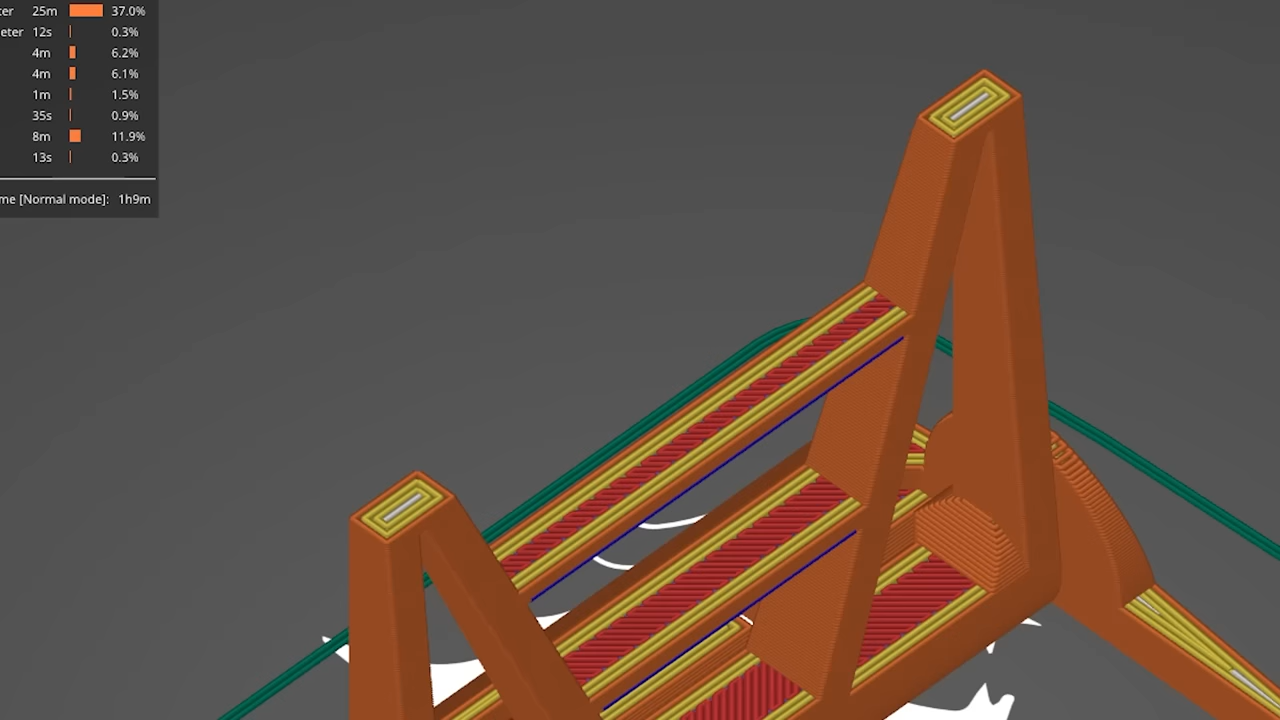 ter 25m 37.0%
eter 12s 0.3%
4m 6.2%
4m 6.1%
1m 1.5%
35s 0.9%
8m 11.9%
13s 0.3%
me [Normal mode]: 1h9m